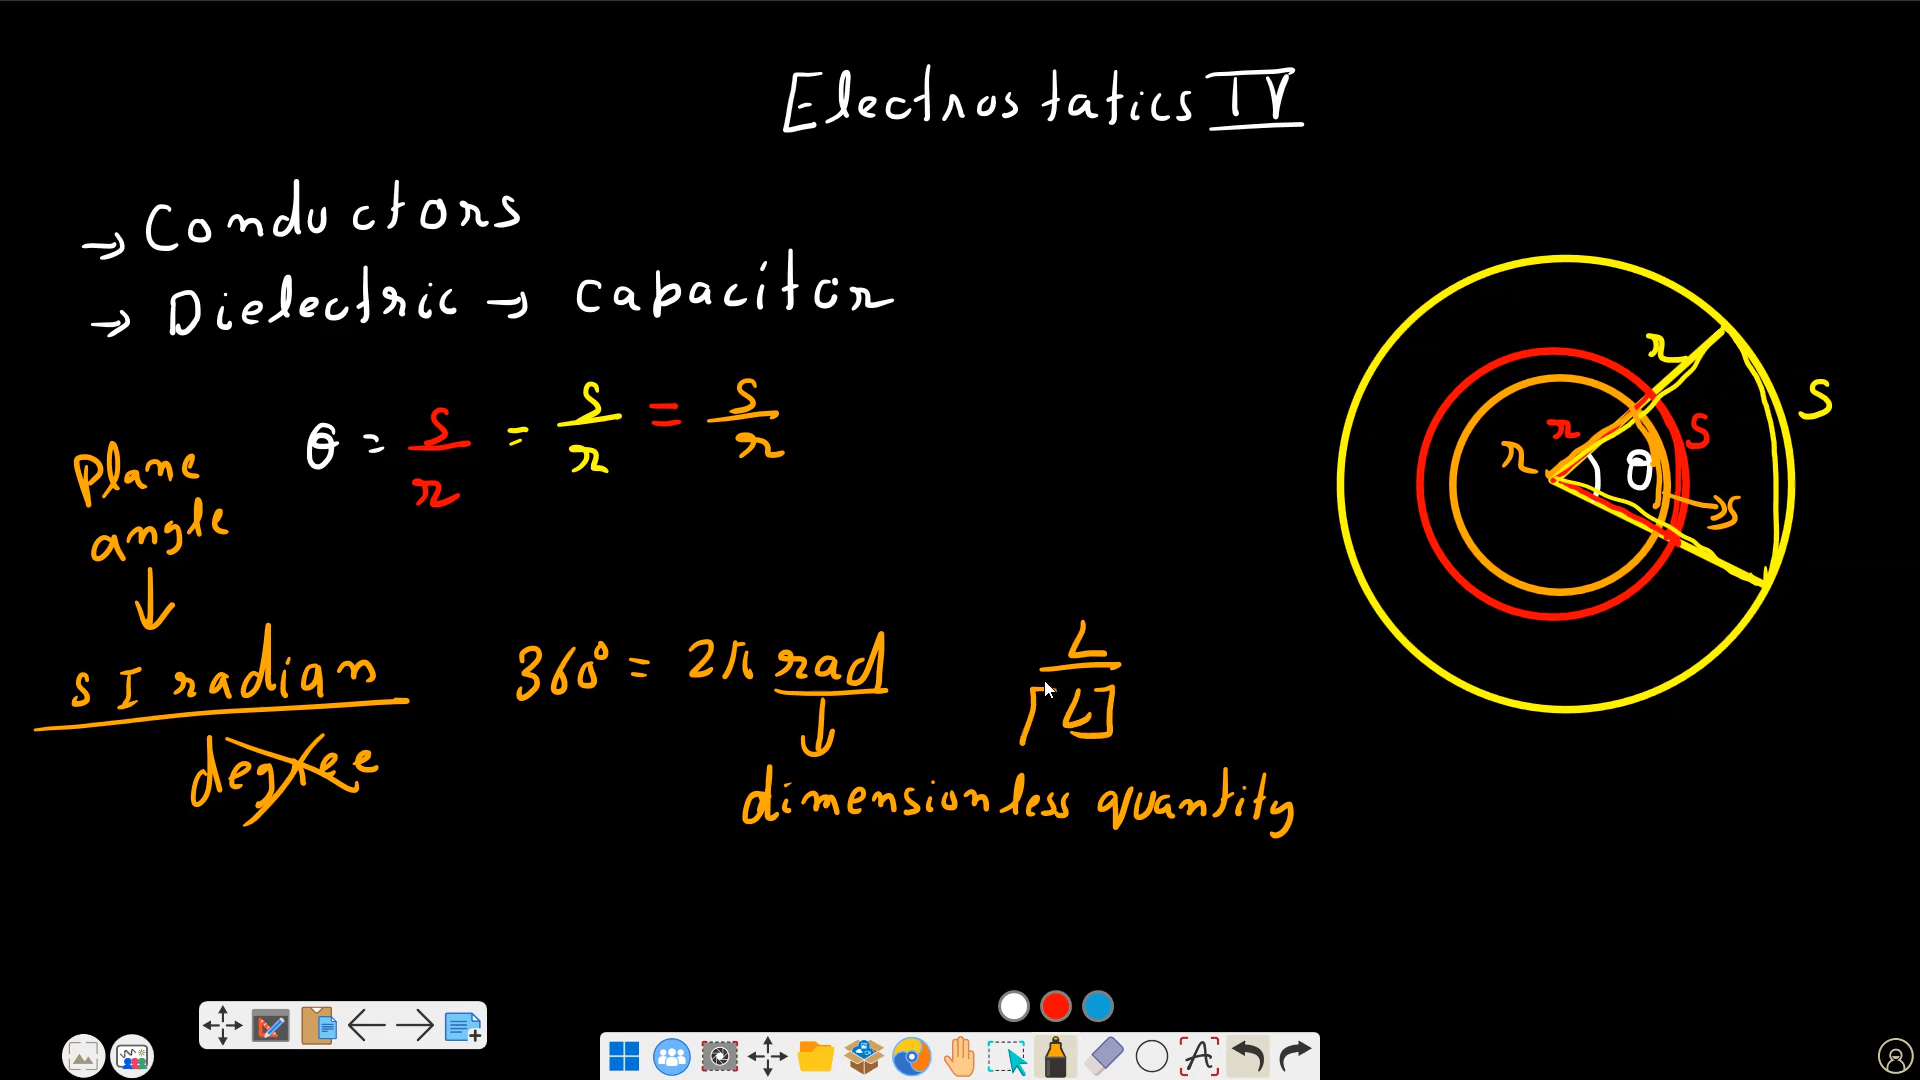 Electrostatics IV
→ Conductors
→ Dielectric → capacitor
θ = s/r = s/r = s/r
Plane
angle
↓
SI radian
degree
360° = 2π rad
↓
L/[L]
dimensionless quantity
r
s
r
s
r
θ
→ s